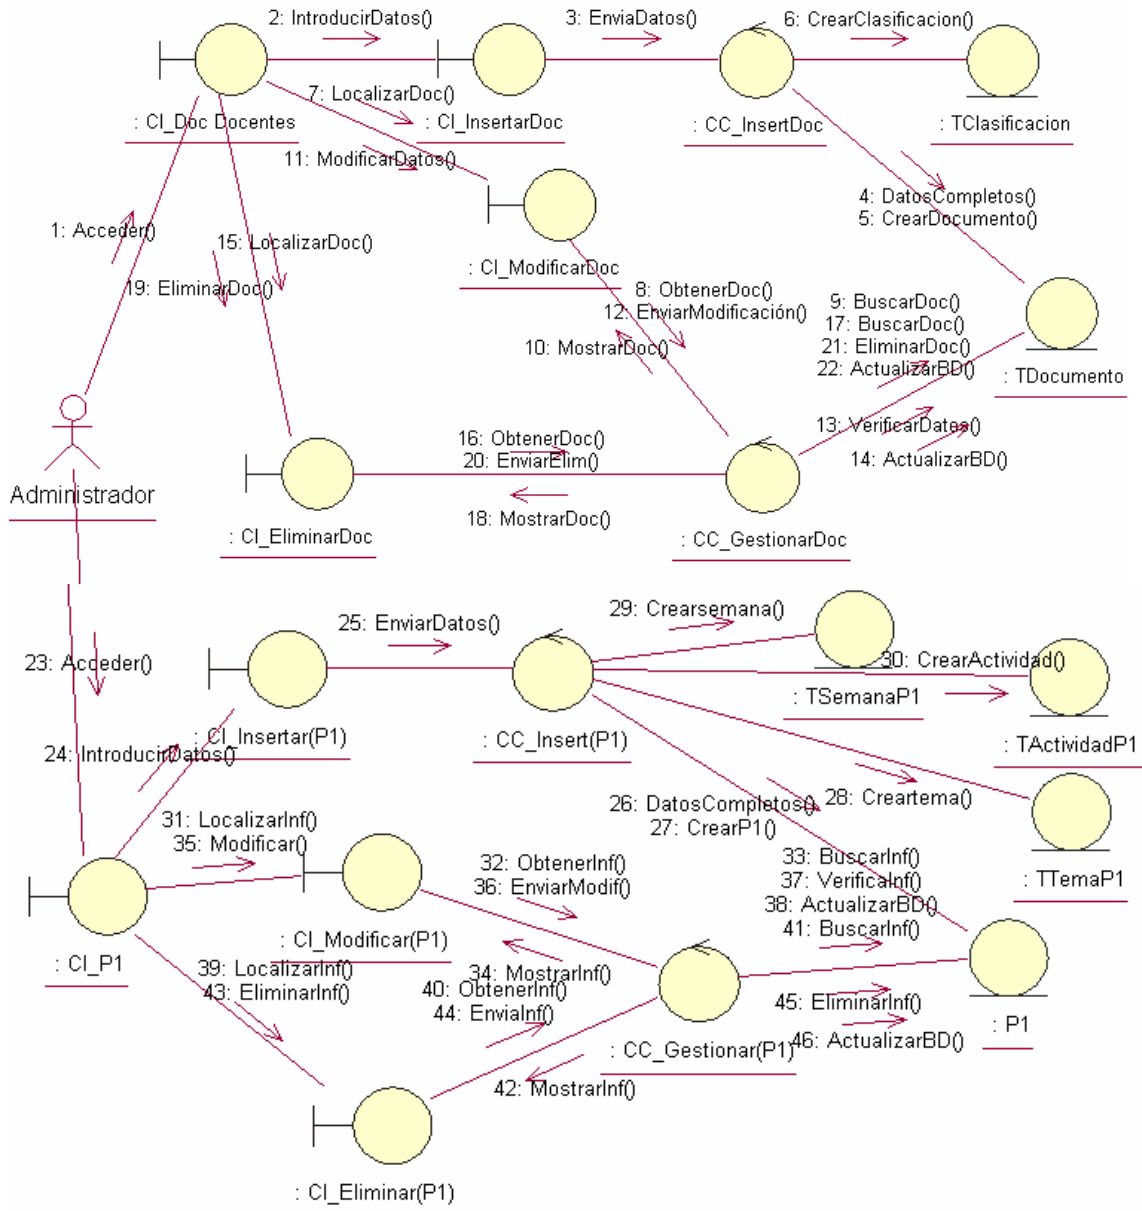 2: IntroducirDatos()
3: EnviaDatos()
6: CrearClasificacion()
7: LocalizarDoc()
: CI_Doc Docentes
: CI_InsertarDoc
: CC_InsertDoc
: TClasificacion
11: ModificarDatos()
4: DatosCompletos()
5: CrearDocumento()
1: Acceder()
15: LocalizarDoc()
: CI_ModificarDoc
19: EliminarDoc()
8: ObtenerDoc()
12: EnviarModificación()
10: MostrarDoc()
9: BuscarDoc()
17: BuscarDoc()
21: EliminarDoc()
22: ActualizarBD()
: TDocumento
13: VerificarDatos()
14: ActualizarBD()
16: ObtenerDoc()
20: EnviarElim()
18: MostrarDoc()
Administrador
: CI_EliminarDoc
: CC_GestionarDoc
25: EnviarDatos()
29: Crearsemana()
23: Acceder()
30: CrearActividad()
: TSemanaP1
: CI_Insertar(P1)
: CC_Insert(P1)
: TActividadP1
24: IntroducirDatos()
26: DatosCompletos()
27: CrearP1()
28: Creartema()
31: LocalizarInf()
35: Modificar()
32: ObtenerInf()
36: EnviarModif()
33: BuscarInf()
37: VerificaInf()
38: ActualizarBD()
41: BuscarInf()
: TTemaP1
: CI_Modificar(P1)
: CI_P1
39: LocalizarInf()
43: EliminarInf()
34: MostrarInf()
40: ObtenerInf()
44: EnviaInf()
45: EliminarInf()
46: ActualizarBD()
: P1
: CC_Gestionar(P1)
42: MostrarInf()
: CI_Eliminar(P1)